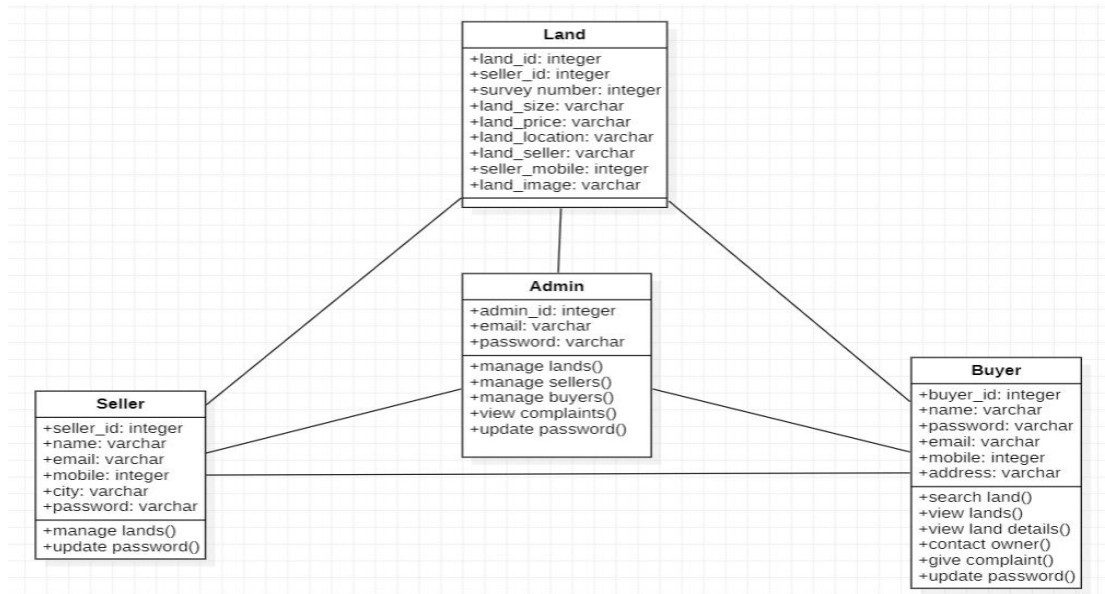 Land
+land_id: integer
+seller_id: integer
+survey number: integer
+land_size: varchar
+land_price: varchar
+land_location: varchar
+land_seller: varchar
+seller_mobile: integer
+land_image: varchar
Admin
+admin_id: integer
+email: varchar
+password: varchar
+manage lands()
+manage sellers()
+manage buyers()
+view complaints()
+update password()
Seller
+seller_id: integer
+name: varchar
+email: varchar
+mobile: integer
+city: varchar
+password: varchar
+manage lands()
+update password()
Buyer
+buyer_id: integer
+name: varchar
+password: varchar
+email: varchar
+mobile: integer
+address: varchar
+search land()
+view lands()
+view land details()
+contact owner()
+give complaint()
+update password()